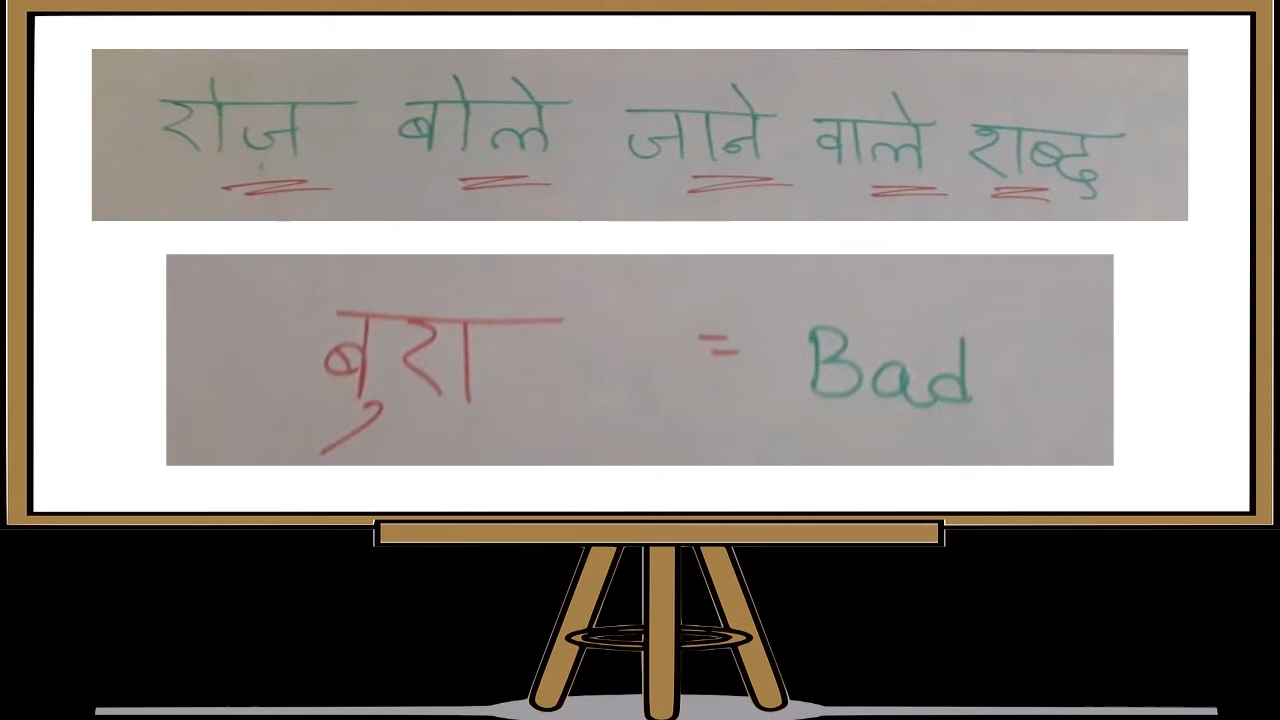 रोज़ बोले जाने वाले शब्द
बुरा = Bad